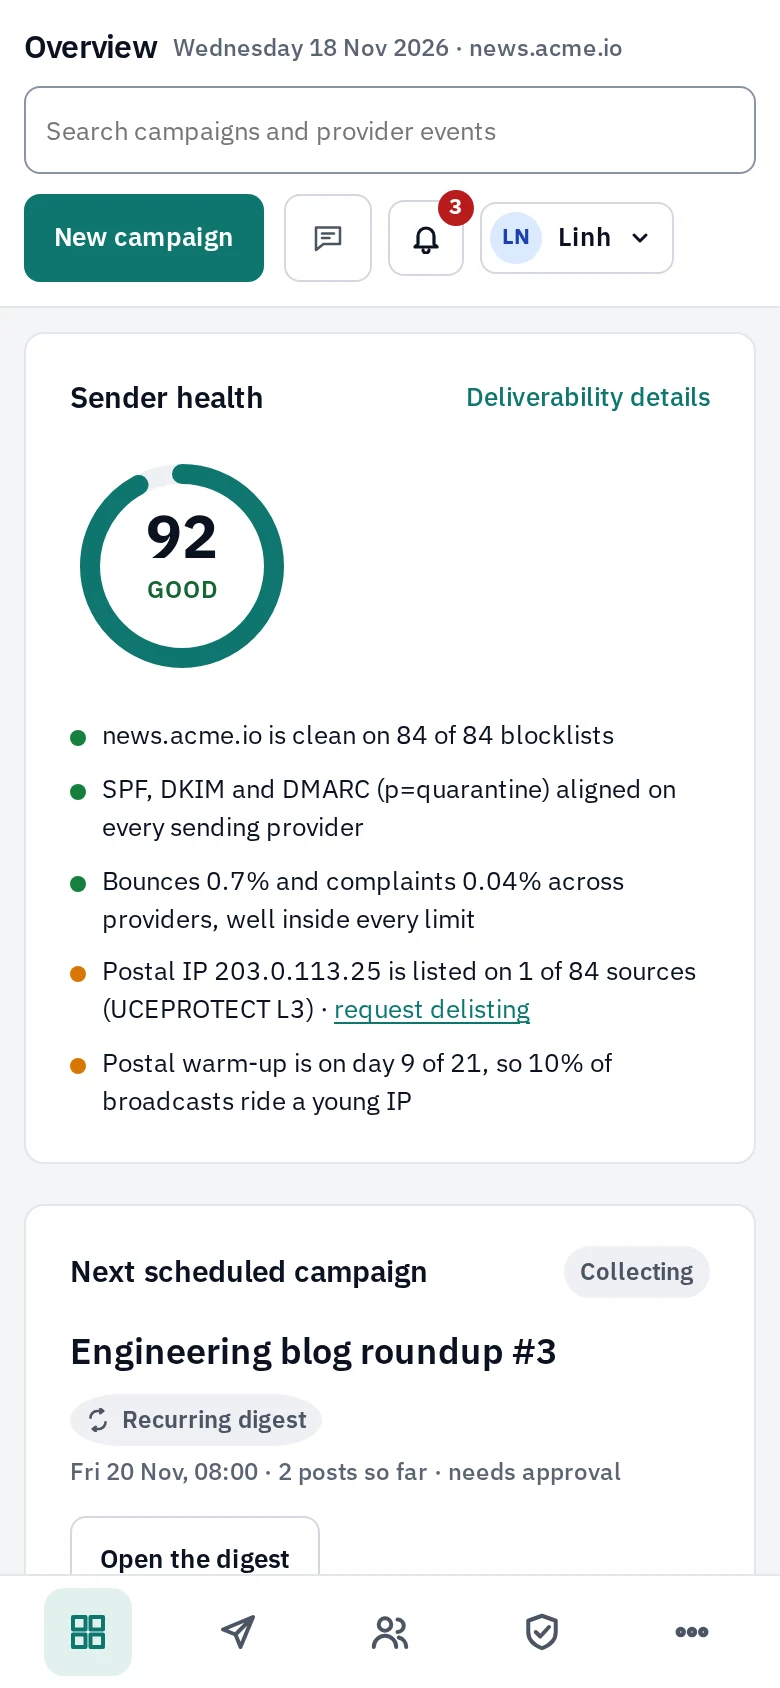 Overview Wednesday 18 Nov 2026 · news.acme.io
Search campaigns and provider events
New campaign
3
LN Linh
Sender health
Deliverability details
92
GOOD
news.acme.io is clean on 84 of 84 blocklists
SPF, DKIM and DMARC (p=quarantine) aligned on
every sending provider
Bounces 0.7% and complaints 0.04% across
providers, well inside every limit
Postal IP 203.0.113.25 is listed on 1 of 84 sources
(UCEPROTECT L3) · request delisting
Postal warm-up is on day 9 of 21, so 10% of
broadcasts ride a young IP
Next scheduled campaign
Collecting
Engineering blog roundup #3
Recurring digest
Fri 20 Nov, 08:00 · 2 posts so far · needs approval
Open the digest